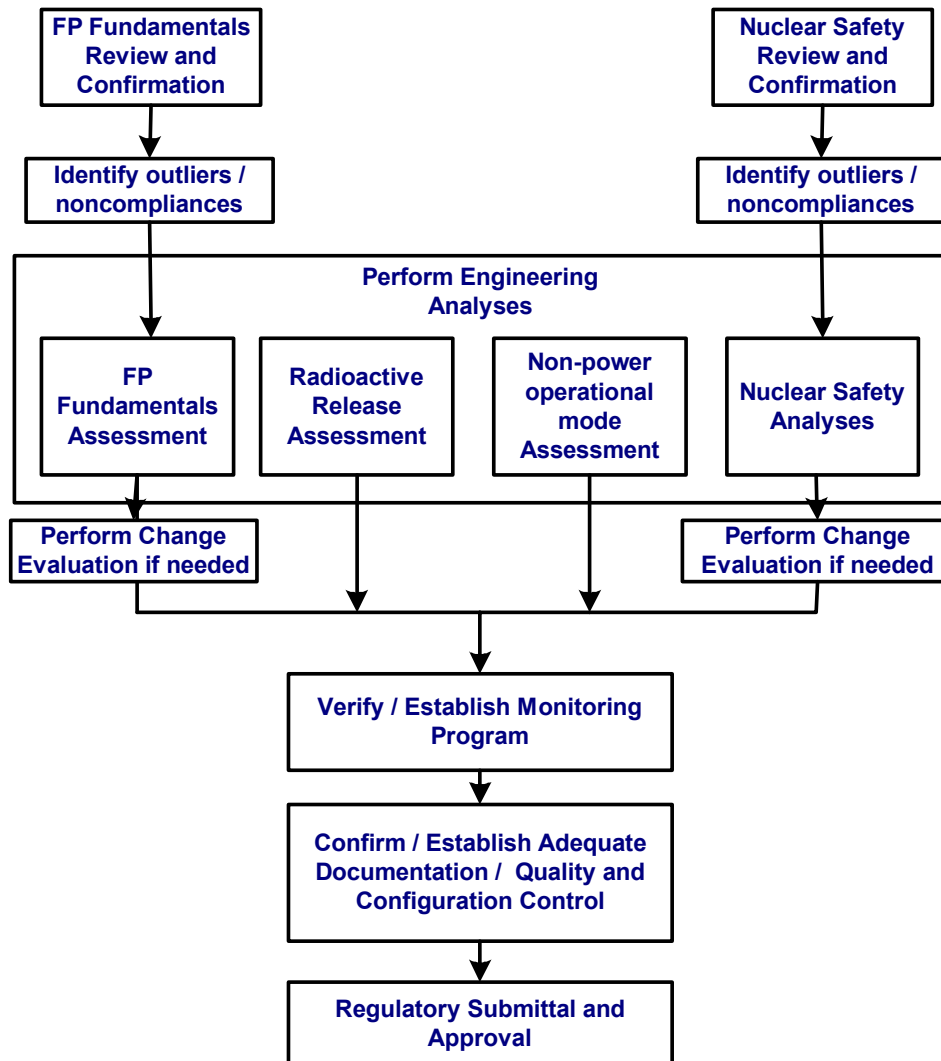 FP Fundamentals
Review and
Confirmation
Nuclear Safety
Review and
Confirmation
Identify outliers /
noncompliances
Identify outliers /
noncompliances
Perform Engineering
Analyses
FP
Fundamentals
Assessment
Radioactive
Release
Assessment
Non-power
operational
mode
Assessment
Nuclear Safety
Analyses
Perform Change
Evaluation if needed
Perform Change
Evaluation if needed
Verify / Establish Monitoring
Program
Confirm / Establish Adequate
Documentation / Quality and
Configuration Control
Regulatory Submittal and
Approval